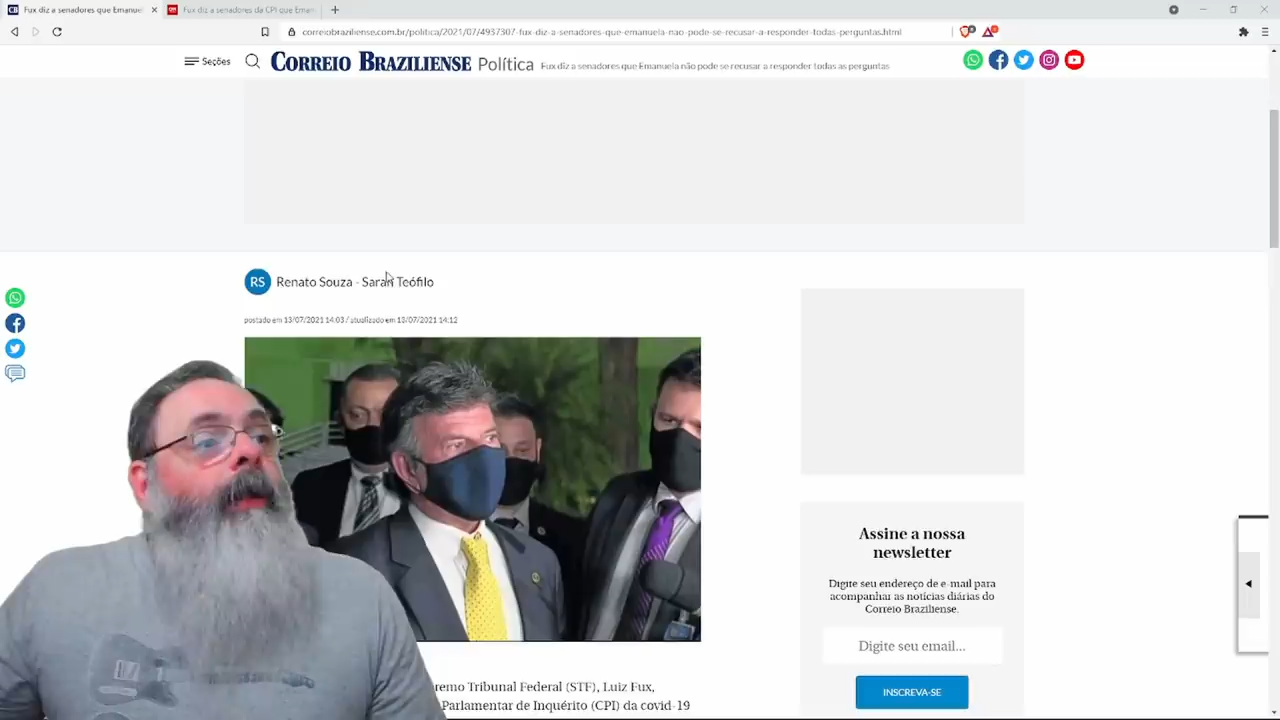 Fux diz a senadores que Emanuel
Fux diz a senadores da CPI que Eman
correiobraziliense.com.br/politica/2021/07/4937307-fux-diz-a-senadores-que-emanuela-nao-pode-se-recusar-a-responder-todas-perguntas.html
Seções
CORREIO BRAZILIENSE
Política
Fux diz a senadores que Emanuela não pode se recusar a responder todas as perguntas
RS
Renato Souza - Sarah Teófilo
postado em 13/07/2021 14:03 / atualizado em 13/07/2021 14:12
remo Tribunal Federal (STF), Luiz Fux,
Parlamentar de Inquérito (CPI) da covid-19
Assine a nossa
newsletter
Digite seu endereço de e-mail para
acompanhar as notícias diárias do
Correio Braziliense.
Digite seu email...
INSCREVA-SE